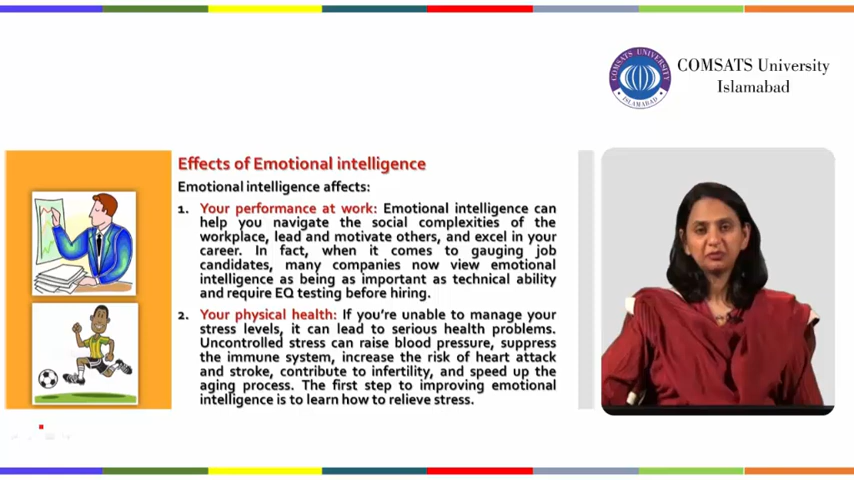 COMSATS UNIVERSITY
ISLAMABAD
COMSATS University
Islamabad
Effects of Emotional intelligence
Emotional intelligence affects:
1. Your performance at work: Emotional intelligence can
help you navigate the social complexities of the
workplace, lead and motivate others, and excel in your
career. In fact, when it comes to gauging job
candidates, many companies now view emotional
intelligence as being as important as technical ability
and require EQ testing before hiring.
2. Your physical health: If you're unable to manage your
stress levels, it can lead to serious health problems.
Uncontrolled stress can raise blood pressure, suppress
the immune system, increase the risk of heart attack
and stroke, contribute to infertility, and speed up the
aging process. The first step to improving emotional
intelligence is to learn how to relieve stress.